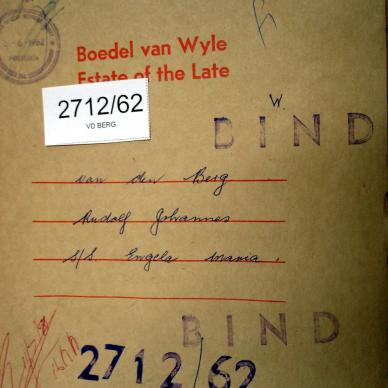 Boedel van Wyle
Estate of the Late
2712/62
VD BERG
W.
BIND
van den Berg
Rudolf Johannes
s/s Engela Maria.
BIND
2712/62